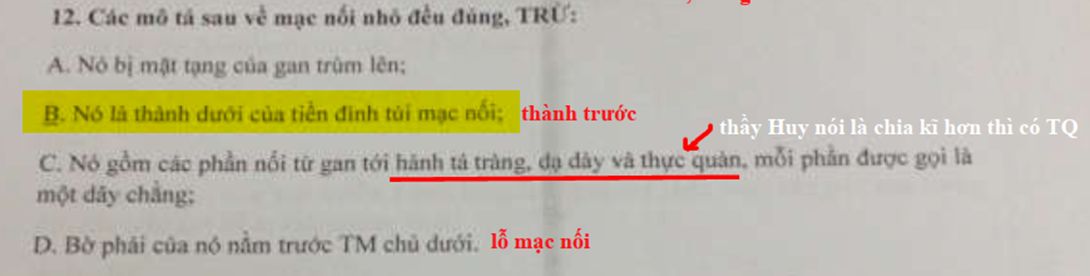 12. Các mô tả sau về mạc nối nhỏ đều đúng, TRỪ:
A. Nó bị mặt tạng của gan trùm lên;
B. Nó là thành dưới của tiền đình túi mạc nối; thành trước
thầy Huy nói là chia kĩ hơn thì có TQ
C. Nó gồm các phần nối từ gan tới hành tá tràng, dạ dày và thực quản, mỗi phần được gọi là
một dây chằng;
D. Bờ phải của nó nằm trước TM chủ dưới. lỗ mạc nối